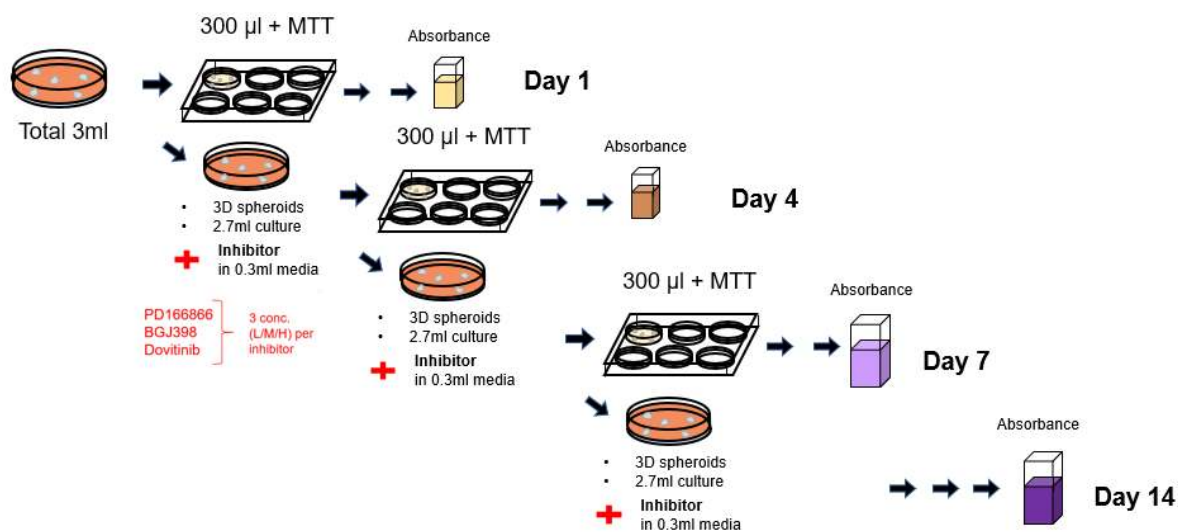 300 µl + MTT
Absorbance
Day 1
Total 3ml
300 µl + MTT
Absorbance
Day 4
• 3D spheroids
• 2.7ml culture
Inhibitor
in 0.3ml media
PD166866
BGJ398
Dovitinib
3 conc.
(L/M/H) per
inhibitor
300 µl + MTT
Absorbance
Day 7
• 3D spheroids
• 2.7ml culture
Inhibitor
in 0.3ml media
Absorbance
Day 14
• 3D spheroids
• 2.7ml culture
Inhibitor
in 0.3ml media